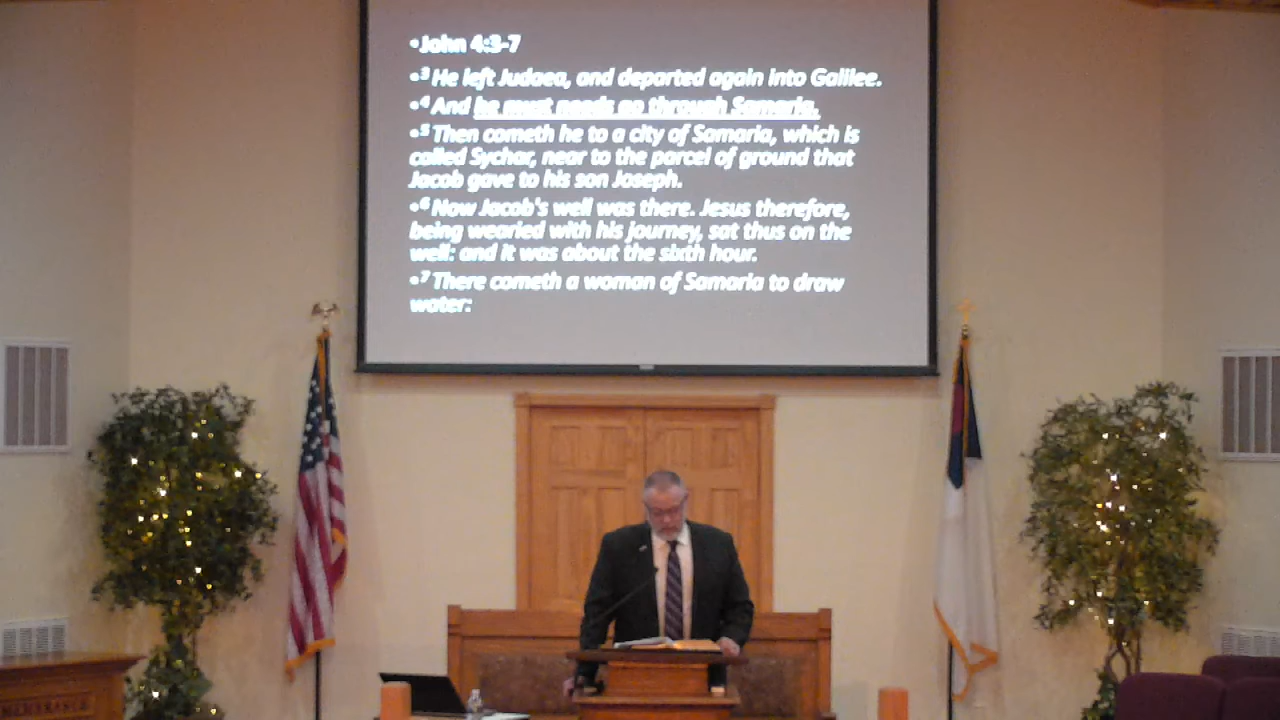 •John 4:3-7
•³ He left Judaea, and departed again into Galilee.
•⁴ And he must needs go through Samaria.
•⁵ Then cometh he to a city of Samaria, which is
called Sychar, near to the parcel of ground that
Jacob gave to his son Joseph.
•⁶ Now Jacob's well was there. Jesus therefore,
being wearied with his journey, sat thus on the
well: and it was about the sixth hour.
•⁷ There cometh a woman of Samaria to draw
water: